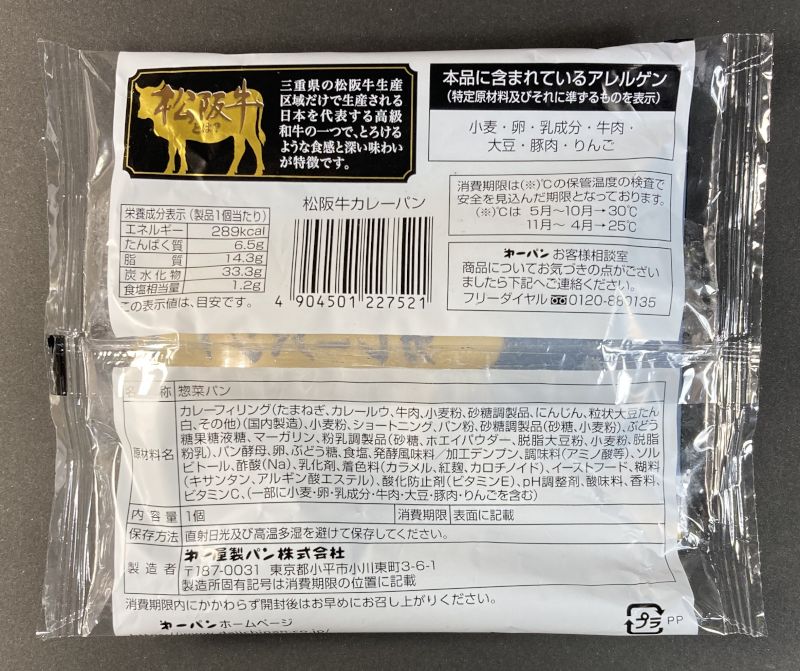 松阪牛
とは?
三重県の松阪牛生産
区域だけで生産される
日本を代表する高級
和牛の一つで、とろける
ような食感と深い味わい
が特徴です。
本品に含まれているアレルゲン
(特定原材料及びそれに準ずるものを表示)
小麦・卵・乳成分・牛肉・
大豆・豚肉・りんご
栄養成分表示(製品1個当たり)
エネルギー 289kcal
たんぱく質 6.5g
脂質 14.3g
炭水化物 33.3g
食塩相当量 1.2g
この表示値は、目安です。
松阪牛カレーパン
4 904501 227521
消費期限は(※)℃の保管温度の検査で
安全を見込んだ期限となっております。
(※)℃は 5月〜10月→30℃
11月〜 4月→25℃
第一パン お客様相談室
商品についてお気づきの点がござい
ましたら下記へご連絡ください。
フリーダイヤル 0120-880135
名称 惣菜パン
原材料名
カレーフィリング(たまねぎ、カレールウ、牛肉、小麦粉、砂糖調製品、にんじん、粒状大豆たん
白、その他)(国内製造)、小麦粉、ショートニング、パン粉、砂糖調製品(砂糖、小麦粉)、ぶどう
糖果糖液糖、マーガリン、粉乳調製品(砂糖、ホエイパウダー、脱脂大豆粉、小麦粉、脱脂
粉乳)、パン酵母、卵、ぶどう糖、食塩、発酵風味料/加工デンプン、調味料(アミノ酸等)、ソル
ビトール、酢酸(Na)、乳化剤、着色料(カラメル、紅麹、カロチノイド)、イーストフード、糊料
(キサンタン、アルギン酸エステル)、酸化防止剤(ビタミンE)、pH調整剤、酸味料、香料、
ビタミンC、(一部に小麦・卵・乳成分・牛肉・大豆・豚肉・りんごを含む)
内容量 1個 消費期限 表面に記載
保存方法 直射日光及び高温多湿を避けて保存してください。
製造者
第一屋製パン株式会社
〒187-0031 東京都小平市小川東町3-6-1
製造所固有記号は消費期限の位置に記載
消費期限内にかかわらず開封後はお早めにお召し上がりください。
第一パン ホームページ
プラ PP